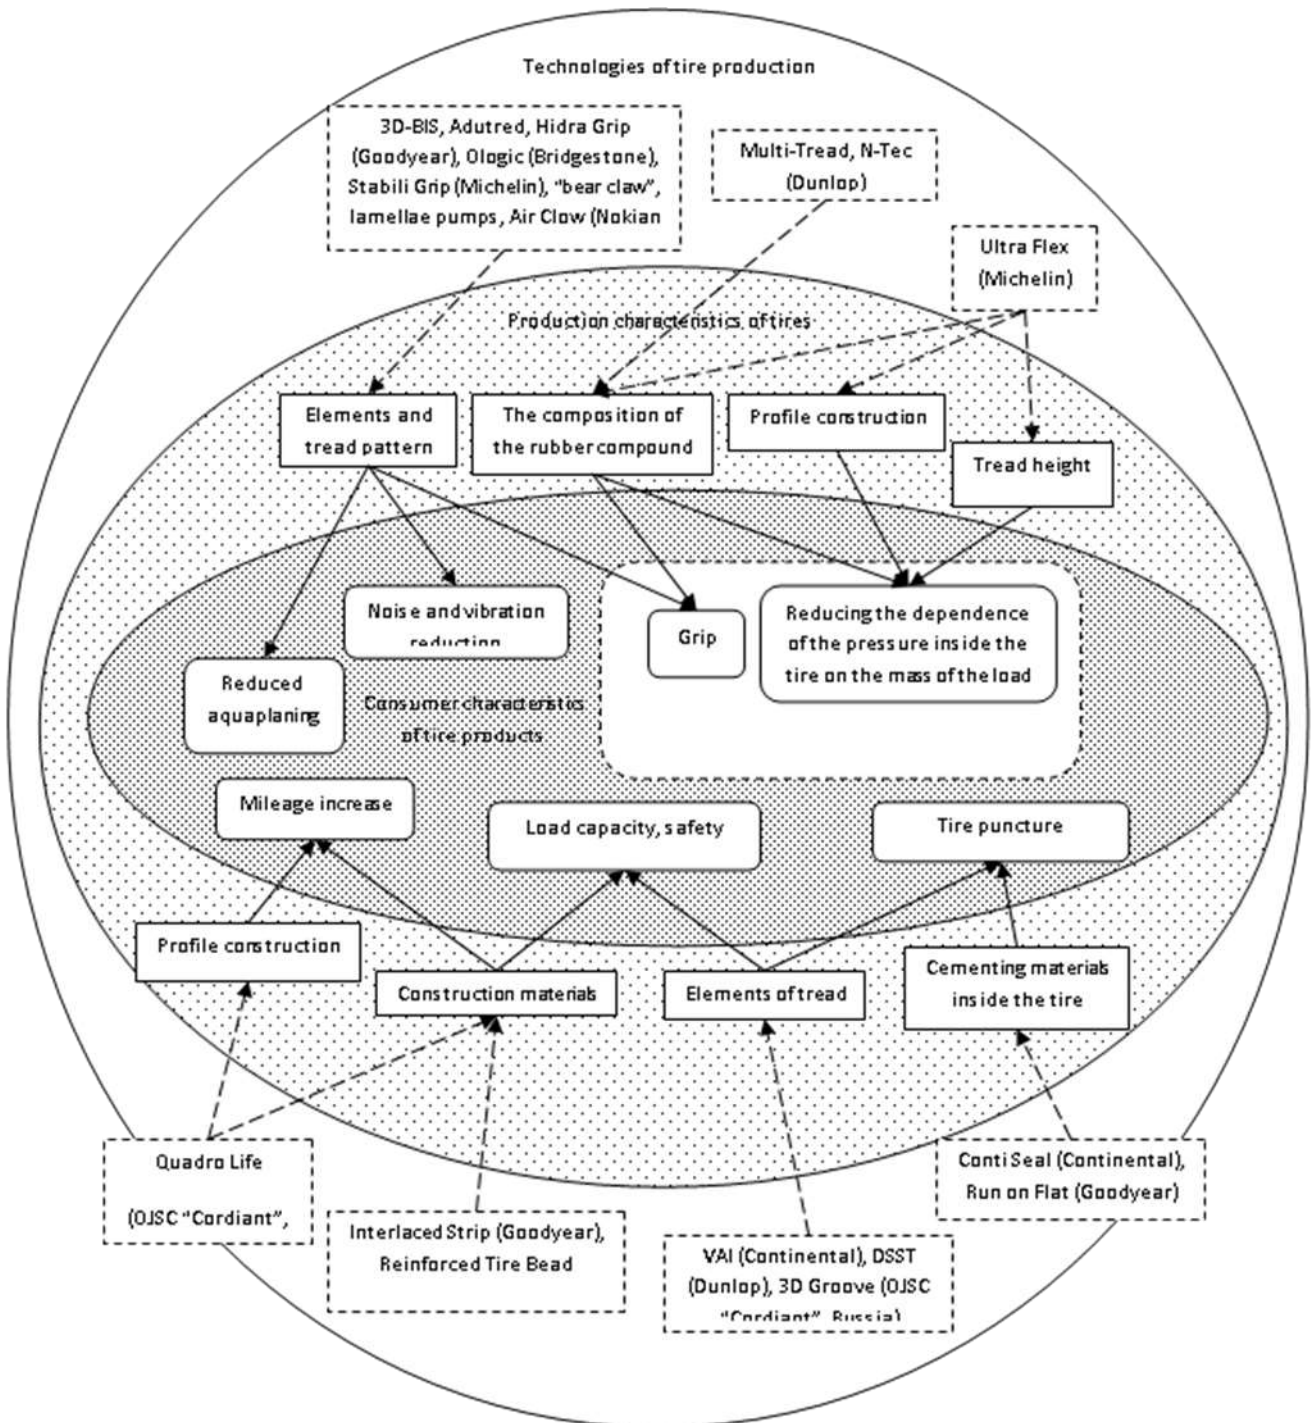 Technologies of tire production
3D-BIS, Adutred, Hidra Grip
(Goodyear), Ologic (Bridgestone),
Stabili Grip (Michelin), "bear claw",
lamellae pumps, Air Clow (Nokian
Multi-Tread, N-Tec
(Dunlop)
Ultra Flex
(Michelin)
Production characteristics of tires
Elements and
tread pattern
The composition of
the rubber compound
Profile construction
Tread height
Noise and vibration
reduction
Grip
Reducing the dependence
of the pressure inside the
tire on the mass of the load
Reduced
aquaplaning
Consumer characteristics
of tire products
Mileage increase
Load capacity, safety
Tire puncture
Profile construction
Construction materials
Elements of tread
Cementing materials
inside the tire
Quadro Life
(OJSC "Cordiant",
Interlaced Strip (Goodyear),
Reinforced Tire Bead
VAI (Continental), DSST
(Dunlop), 3D Groove (OJSC
"Cordiant", Russia)
Conti Seal (Continental),
Run on Flat (Goodyear)